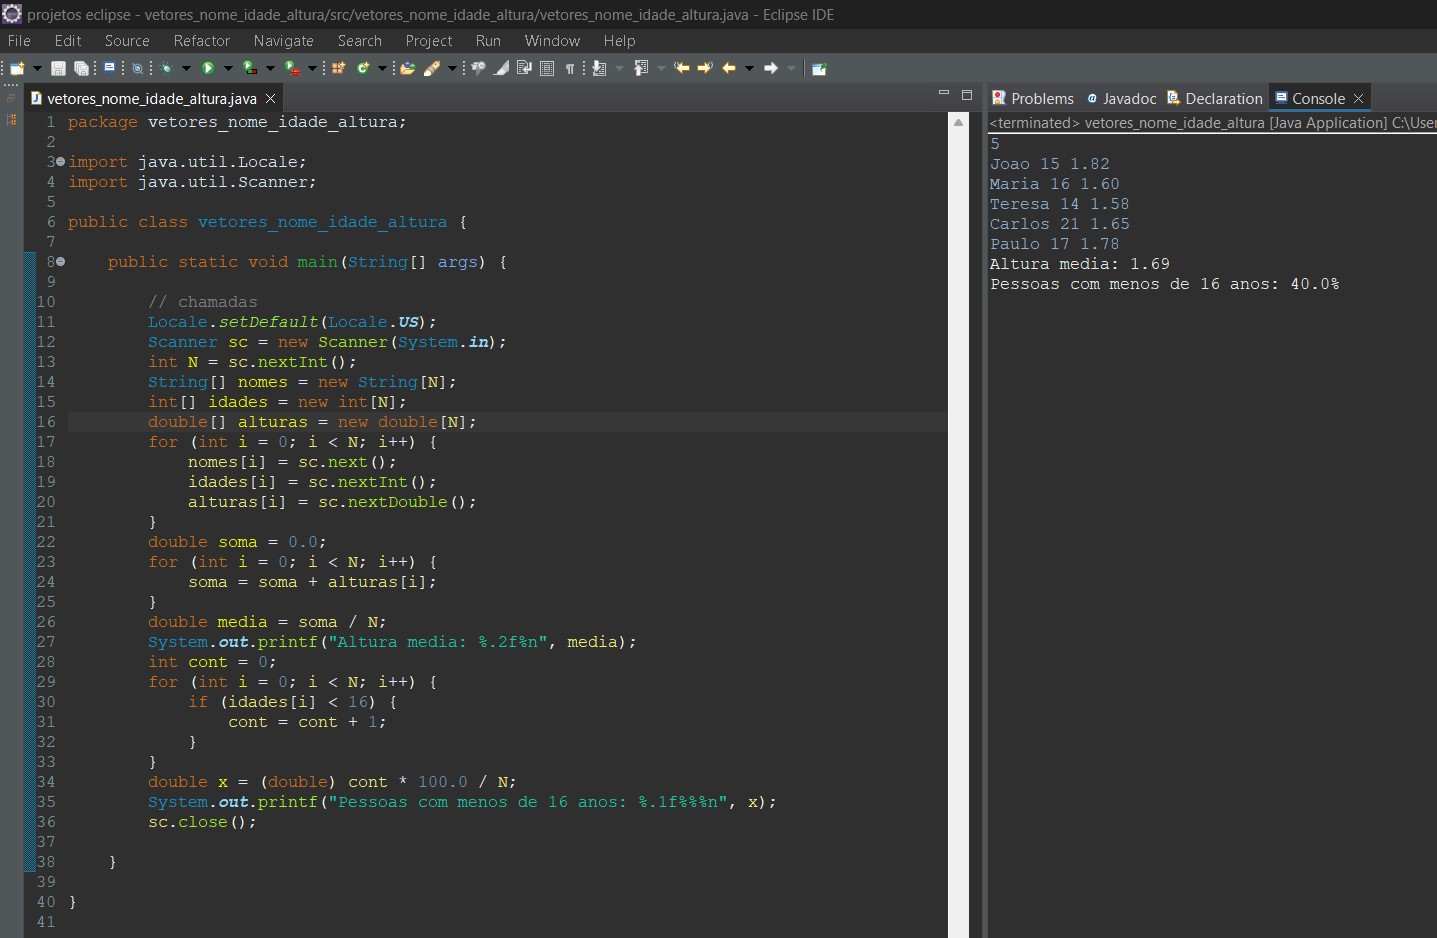 projetos eclipse - vetores_nome_idade_altura/src/vetores_nome_idade_altura/vetores_nome_idade_altura.java - Eclipse IDE
File Edit Source Refactor Navigate Search Project Run Window Help
vetores_nome_idade_altura.java
1 package vetores_nome_idade_altura;
2
3 import java.util.Locale;
4 import java.util.Scanner;
5
6 public class vetores_nome_idade_altura {
7
8     public static void main(String[] args) {
9
10         // chamadas
11         Locale.setDefault(Locale.US);
12         Scanner sc = new Scanner(System.in);
13         int N = sc.nextInt();
14         String[] nomes = new String[N];
15         int[] idades = new int[N];
16         double[] alturas = new double[N];
17         for (int i = 0; i < N; i++) {
18             nomes[i] = sc.next();
19             idades[i] = sc.nextInt();
20             alturas[i] = sc.nextDouble();
21         }
22         double soma = 0.0;
23         for (int i = 0; i < N; i++) {
24             soma = soma + alturas[i];
25         }
26         double media = soma / N;
27         System.out.printf("Altura media: %.2f%n", media);
28         int cont = 0;
29         for (int i = 0; i < N; i++) {
30             if (idades[i] < 16) {
31                 cont = cont + 1;
32             }
33         }
34         double x = (double) cont * 100.0 / N;
35         System.out.printf("Pessoas com menos de 16 anos: %.1f%%%n", x);
36         sc.close();
37
38     }
39
40 }
41
Problems Javadoc Declaration Console
<terminated> vetores_nome_idade_altura [Java Application] C:\User
5
Joao 15 1.82
Maria 16 1.60
Teresa 14 1.58
Carlos 21 1.65
Paulo 17 1.78
Altura media: 1.69
Pessoas com menos de 16 anos: 40.0%